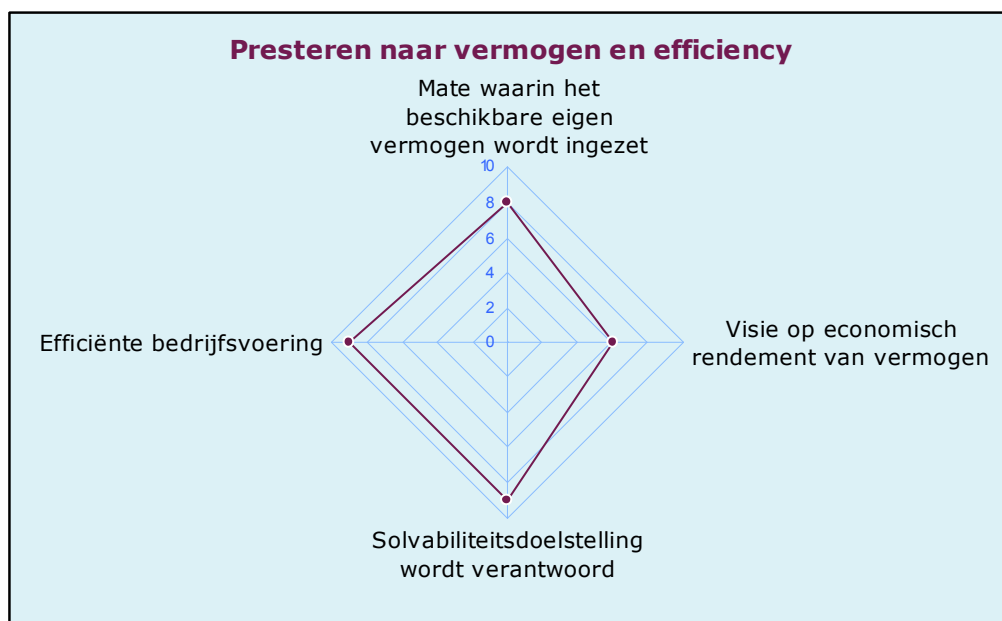 Presteren naar vermogen en efficiency
Mate waarin het
beschikbare eigen
vermogen wordt ingezet
10
8
6
4
2
0
Efficiënte bedrijfsvoering
Visie op economisch
rendement van vermogen
Solvabiliteitsdoelstelling
wordt verantwoord